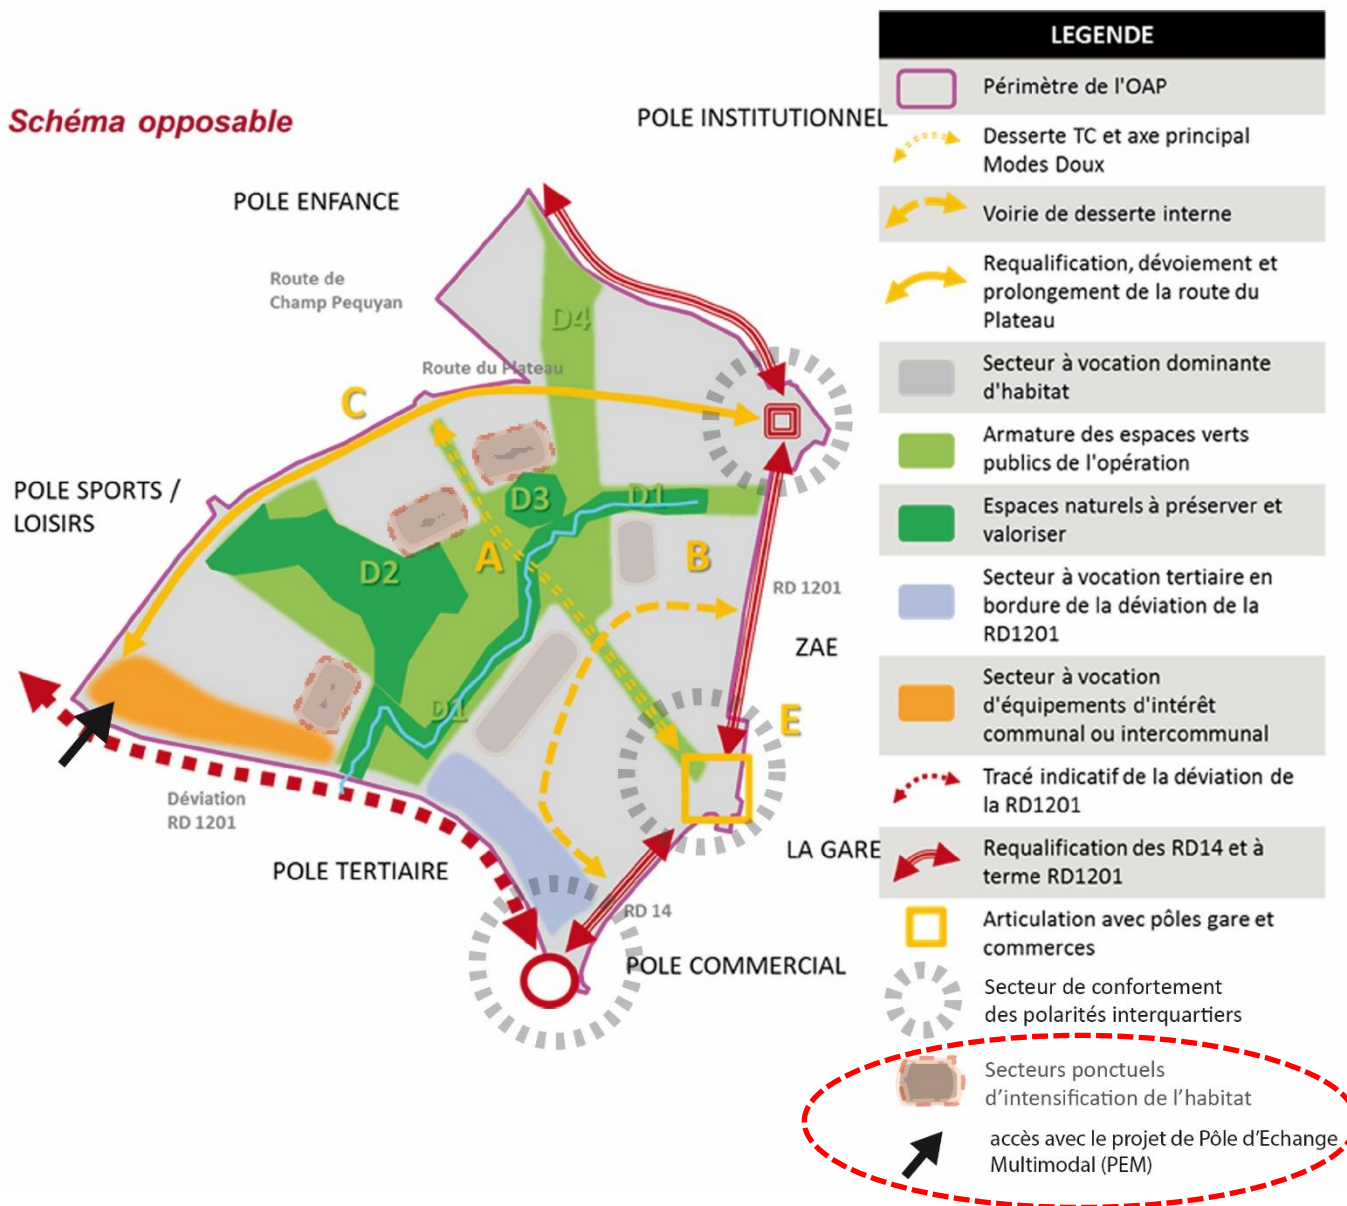 Schéma opposable
POLE INSTITUTIONNEL
POLE ENFANCE
Route de
Champ Pequyan
D4
Route du Plateau
C
POLE SPORTS /
LOISIRS
D3
D1
D2
A
B
RD 1201
ZAE
D1
E
Déviation
RD 1201
POLE TERTIAIRE
LA GARE
RD 14
POLE COMMERCIAL
LEGENDE
Périmètre de l'OAP
Desserte TC et axe principal
Modes Doux
Voirie de desserte interne
Requalification, dévoiement et
prolongement de la route du
Plateau
Secteur à vocation dominante
d'habitat
Armature des espaces verts
publics de l'opération
Espaces naturels à préserver et
valoriser
Secteur à vocation tertiaire en
bordure de la déviation de la
RD1201
Secteur à vocation
d'équipements d'intérêt
communal ou intercommunal
Tracé indicatif de la déviation de
la RD1201
Requalification des RD14 et à
terme RD1201
Articulation avec pôles gare et
commerces
Secteur de confortement
des polarités interquartiers
Secteurs ponctuels
d'intensification de l'habitat
accès avec le projet de Pôle d'Echange
Multimodal (PEM)